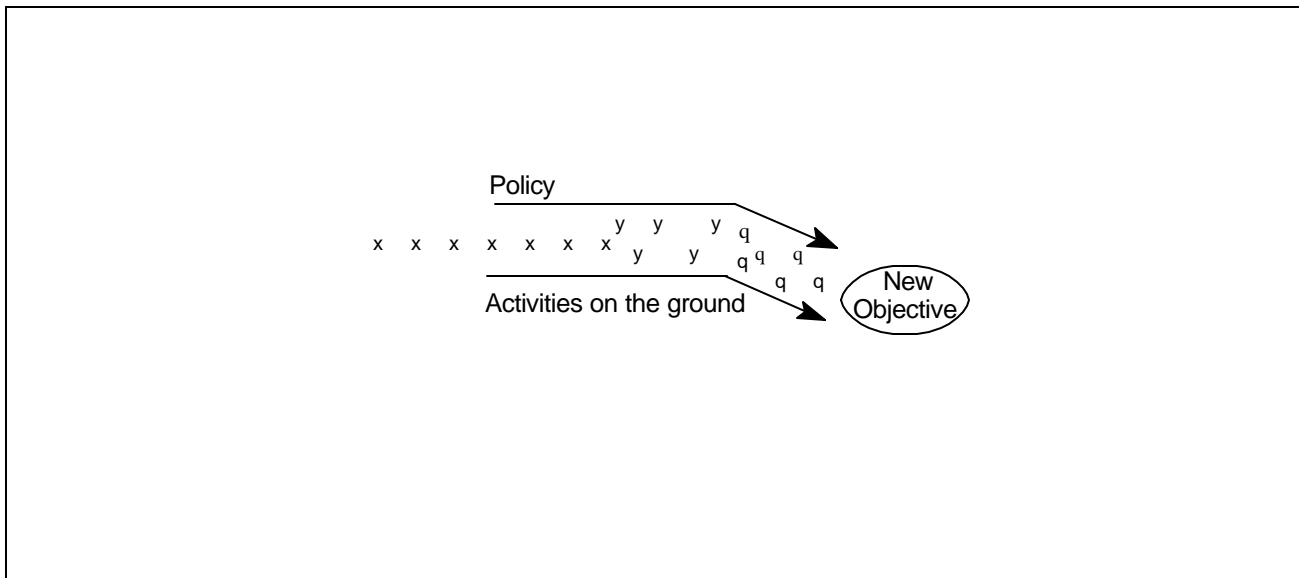 Policy
y y y q
x x x x x x x
y y q q q
q q
Activities on the ground
New
Objective